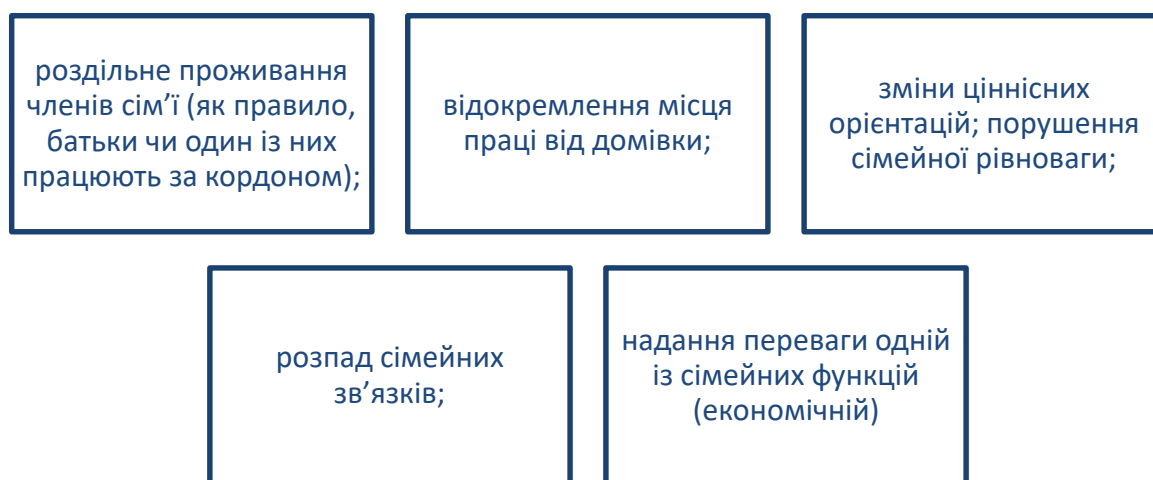 роздільне проживання
членів сім’ї (як правило,
батьки чи один із них
працюють за кордоном);
відокремлення місця
праці від домівки;
зміни ціннісних
орієнтацій; порушення
сімейної рівноваги;
розпад сімейних
зв’язків;
надання переваги одній
із сімейних функцій
(економічній)